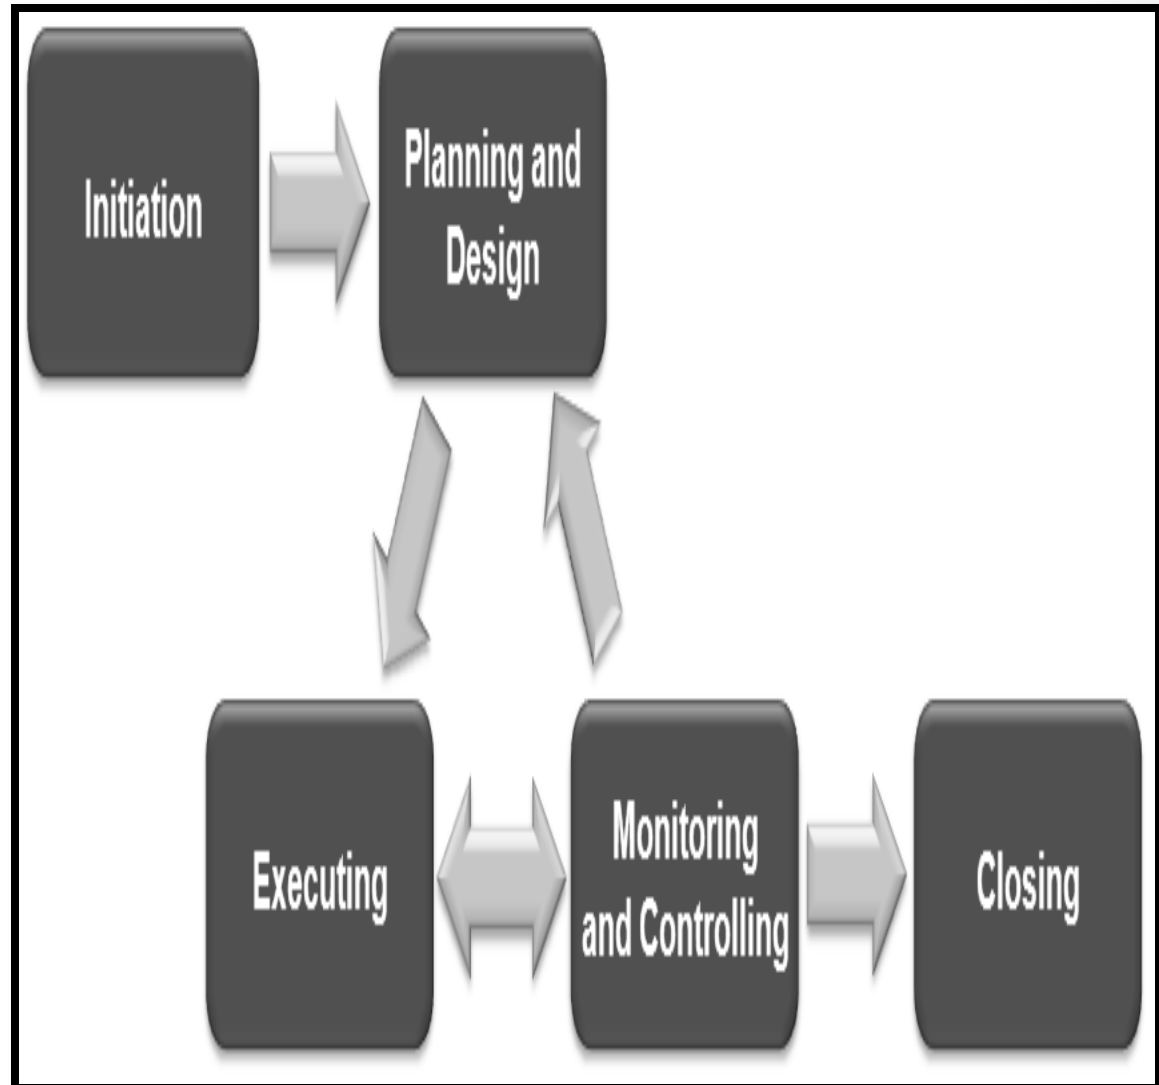 Initiation
Planning and
Design
Executing
Monitoring
and Controlling
Closing